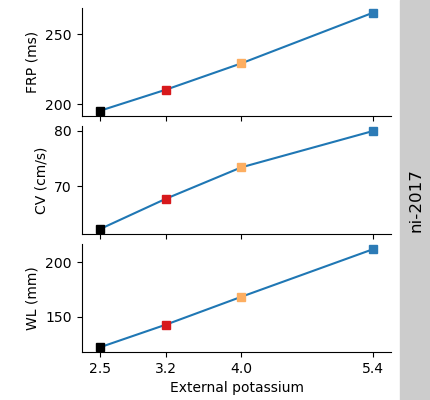 FRP (ms)
250
200
CV (cm/s)
80
70
WL (mm)
200
150
2.5 3.2 4.0 5.4
External potassium
ni-2017